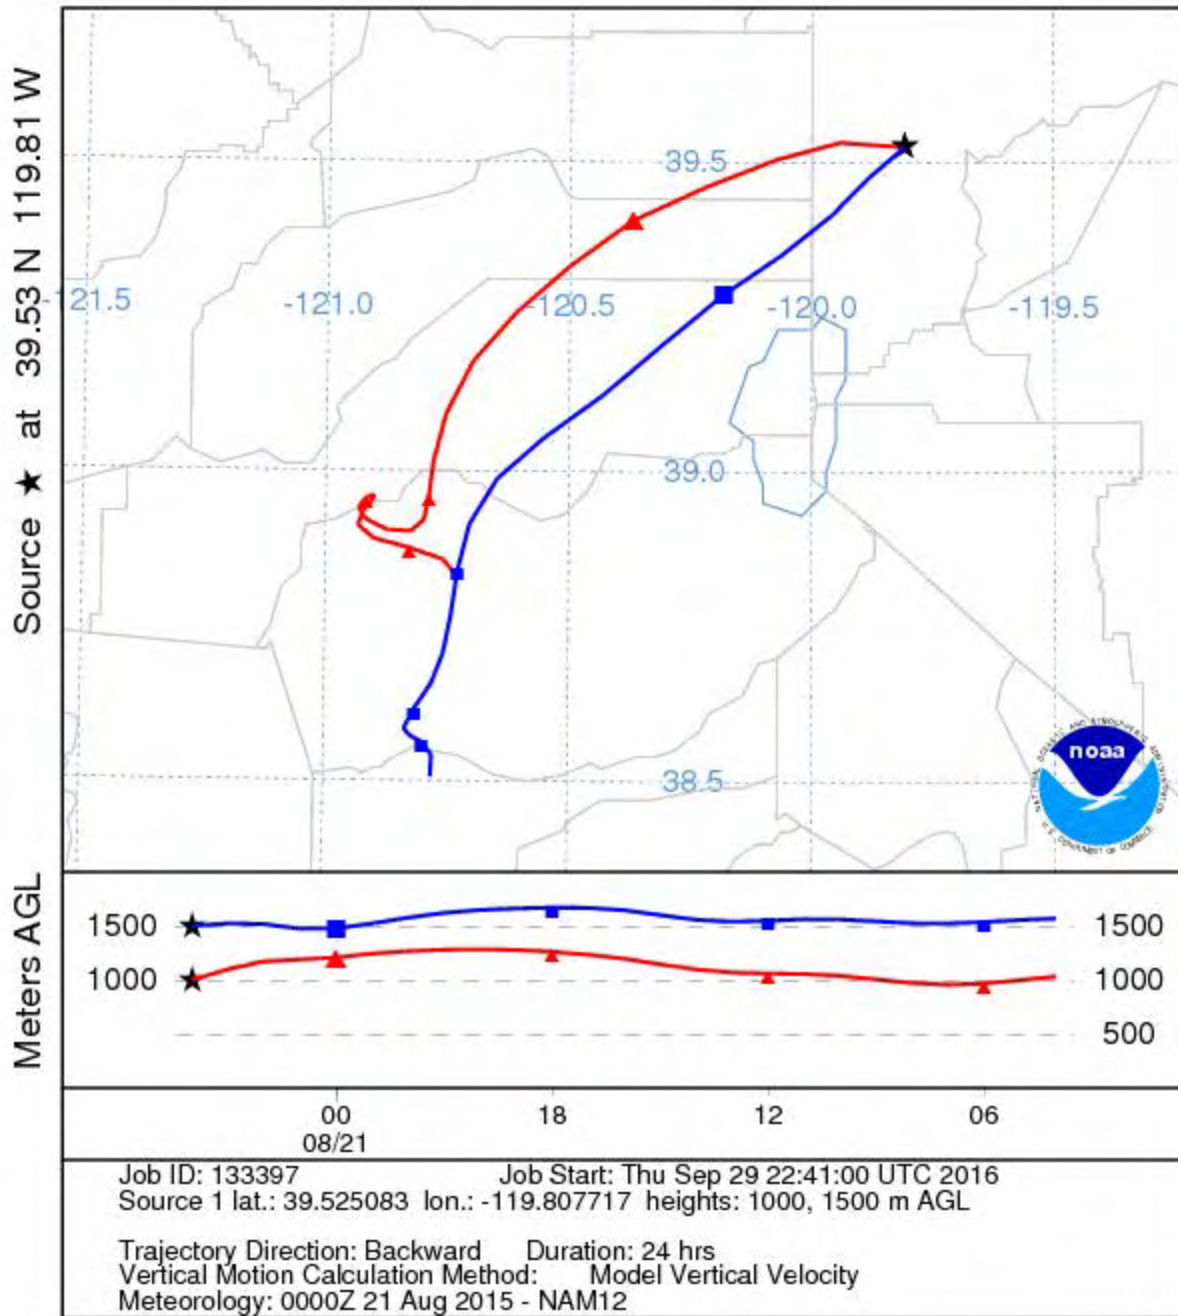 Source ★ at 39.53 N 119.81 W
39.5
-121.5
-121.0
-120.5
-120.0
-119.5
39.0
38.5
noaa
Meters AGL
1500
1500
1000
1000
500
00
18
12
06
08/21
Job ID: 133397 Job Start: Thu Sep 29 22:41:00 UTC 2016
Source 1 lat.: 39.525083 lon.: -119.807717 heights: 1000, 1500 m AGL
Trajectory Direction: Backward Duration: 24 hrs
Vertical Motion Calculation Method: Model Vertical Velocity
Meteorology: 0000Z 21 Aug 2015 - NAM12